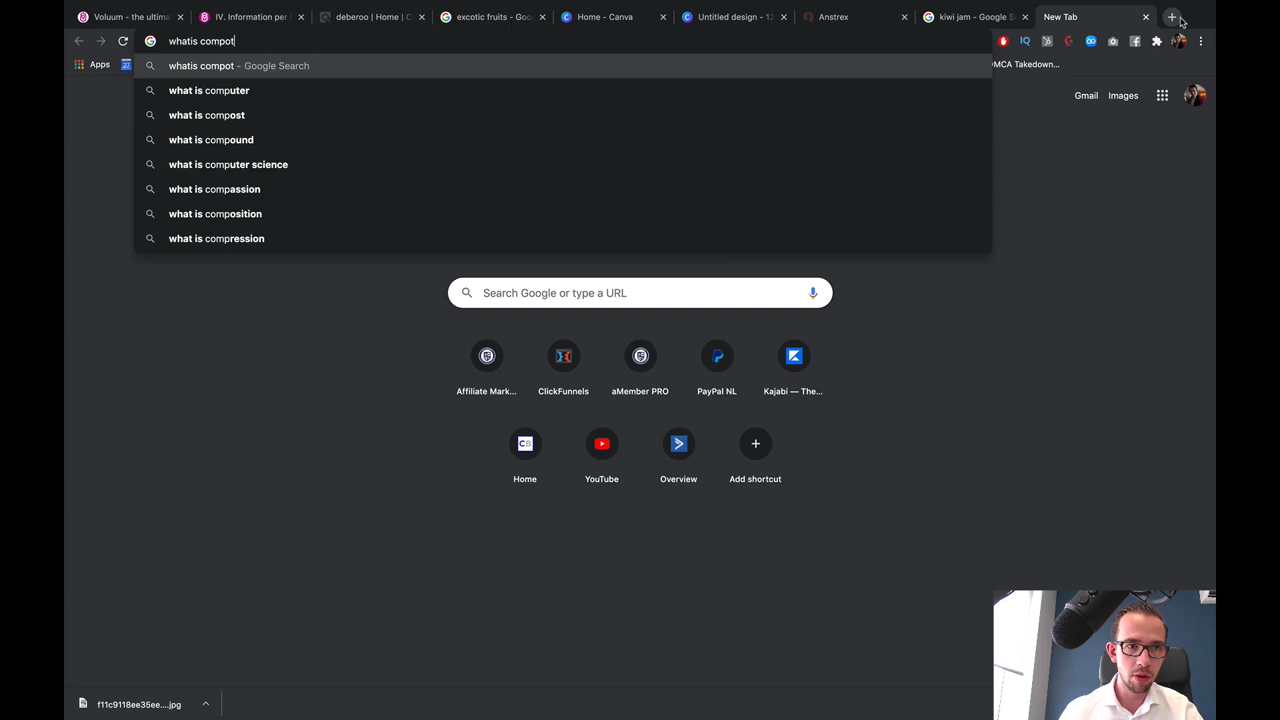 Voluum - the ultima
IV. Information per
deberoo | Home | C
excotic fruits - Goo
Home - Canva
Untitled design - 12
Anstrex
kiwi jam - Google S
New Tab
whatis compot
Apps
MCA Takedown...
whatis compot - Google Search
what is computer
what is compost
what is compound
what is computer science
what is compassion
what is composition
what is compression
Gmail
Images
Search Google or type a URL
Affiliate Mark...
ClickFunnels
aMember PRO
PayPal NL
Kajabi — The...
CB
Home
YouTube
Overview
Add shortcut
f11c9118ee35ee....jpg